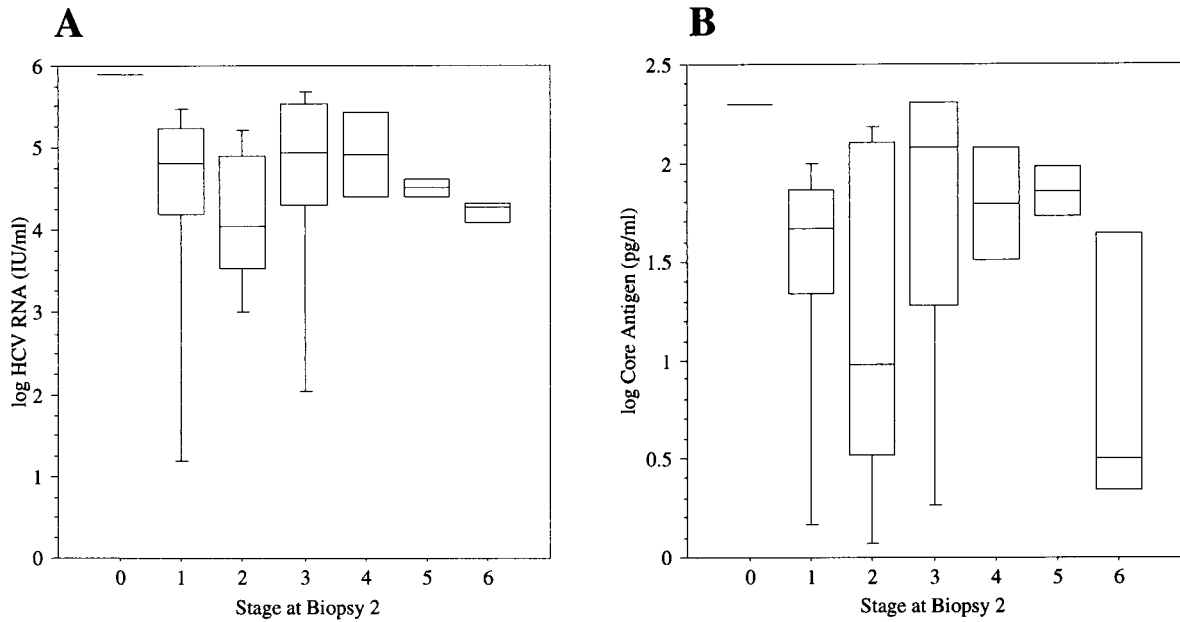 A
log HCV RNA (IU/ml)
6
5
4
3
2
1
0
0 1 2 3 4 5 6
Stage at Biopsy 2
B
log Core Antigen (pg/ml)
2.5
2
1.5
1
0.5
0
0 1 2 3 4 5 6
Stage at Biopsy 2